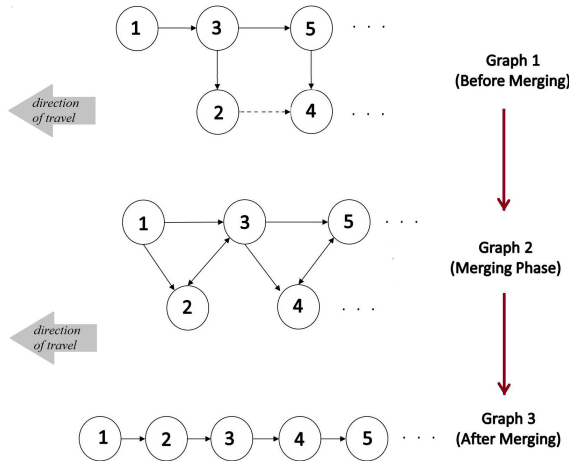 1 3 5 . . .
Graph 1
(Before Merging)
direction
of travel
2 4 . . .
1 3 5 . . .
Graph 2
(Merging Phase)
2 4 . . .
direction
of travel
Graph 3
(After Merging)
1 2 3 4 5 . . .